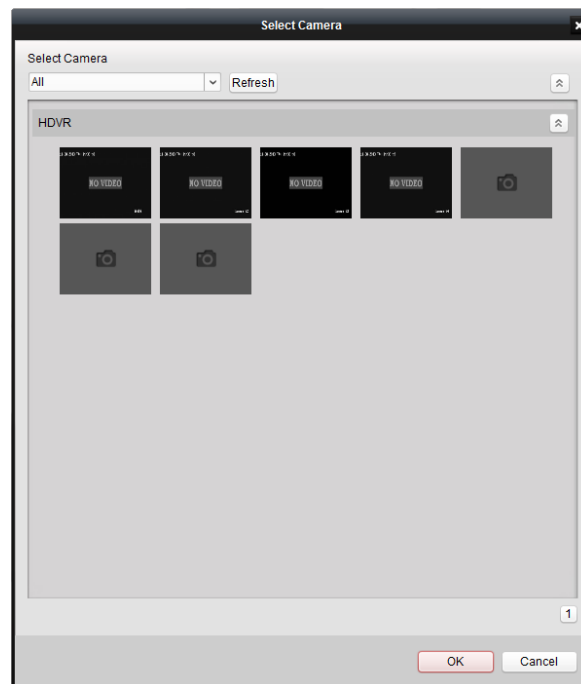 Select Camera
Select Camera
All
Refresh
HDVR
NO VIDEO
NO VIDEO
NO VIDEO
NO VIDEO
1
OK
Cancel